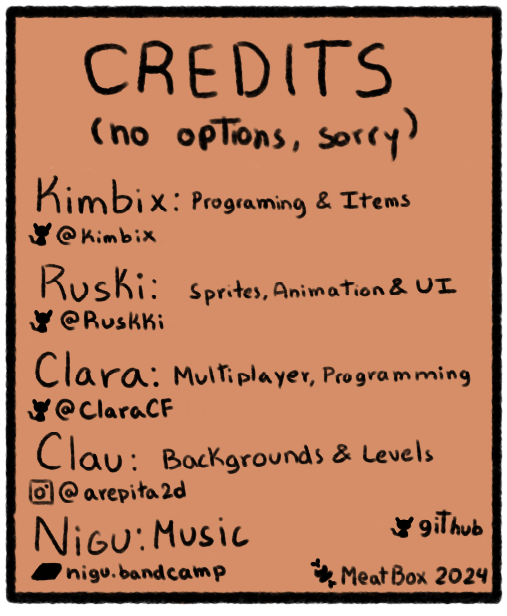 CREDITS
(no options, sorry)
Kimbix: Programing & Items
@Kimbix
Ruski: Sprites, Animation & UI
@RusKKi
Clara: Multiplayer, Programming
@ClaraCF
Clau: Backgrounds & Levels
@arepita2d
NIGU: Music
github
nigu.bandcamp
MeatBox 2024